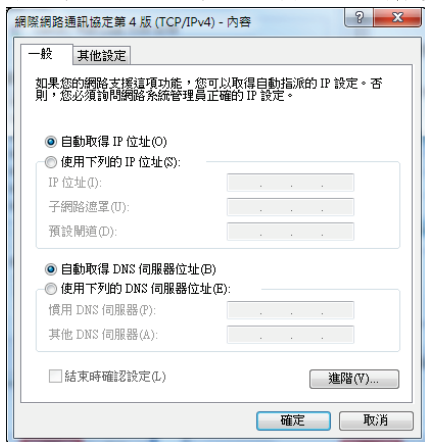 網際網路通訊協定第 4 版 (TCP/IPv4) - 內容
一般
其他設定
如果您的網路支援這項功能，您可以取得自動指派的 IP 設定。否
則，您必須詢問網路系統管理員正確的 IP 設定。
自動取得 IP 位址(O)
使用下列的 IP 位址(S):
IP 位址(I):
子網路遮罩(U):
預設閘道(D):
自動取得 DNS 伺服器位址(B)
使用下列的 DNS 伺服器位址(E):
慣用 DNS 伺服器(P):
其他 DNS 伺服器(A):
結束時確認設定(L)
進階(V)...
確定
取消